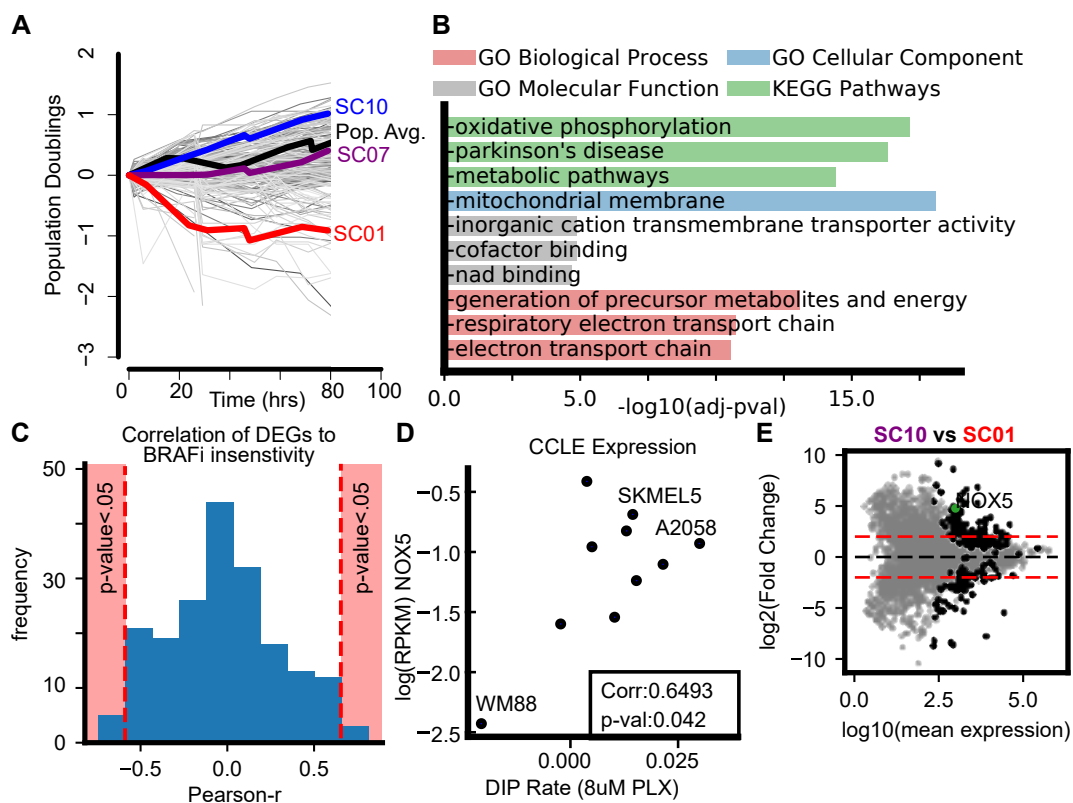 A
Population Doublings
2
1
0
−1
−2
−3
SC10
Pop. Avg.
SC07
SC01
0
20
40
60
80
100
Time (hrs)
B
GO Biological Process
GO Cellular Component
GO Molecular Function
KEGG Pathways
oxidative phosphorylation
parkinson's disease
metabolic pathways
mitochondrial membrane
inorganic cation transmembrane transporter activity
cofactor binding
nad binding
generation of precursor metabolites and energy
respiratory electron transport chain
electron transport chain
5.0
15.0
-log10(adj-pval)
C
Correlation of DEGs to
BRAFi insenstivity
frequency
50
30
10
0
p-value<.05
p-value<.05
−0.5
0.0
0.5
Pearson-r
D
CCLE Expression
log(RPKM) NOX5
−0.5
−1.0
−1.5
−2.0
−2.5
SKMEL5
A2058
WM88
Corr:0.6493
p-val:0.042
0.000
0.025
DIP Rate (8uM PLX)
E
SC10 vs SC01
log2(Fold Change)
10
5
0
−5
−10
NOX5
0.0
2.5
5.0
log10(mean expression)